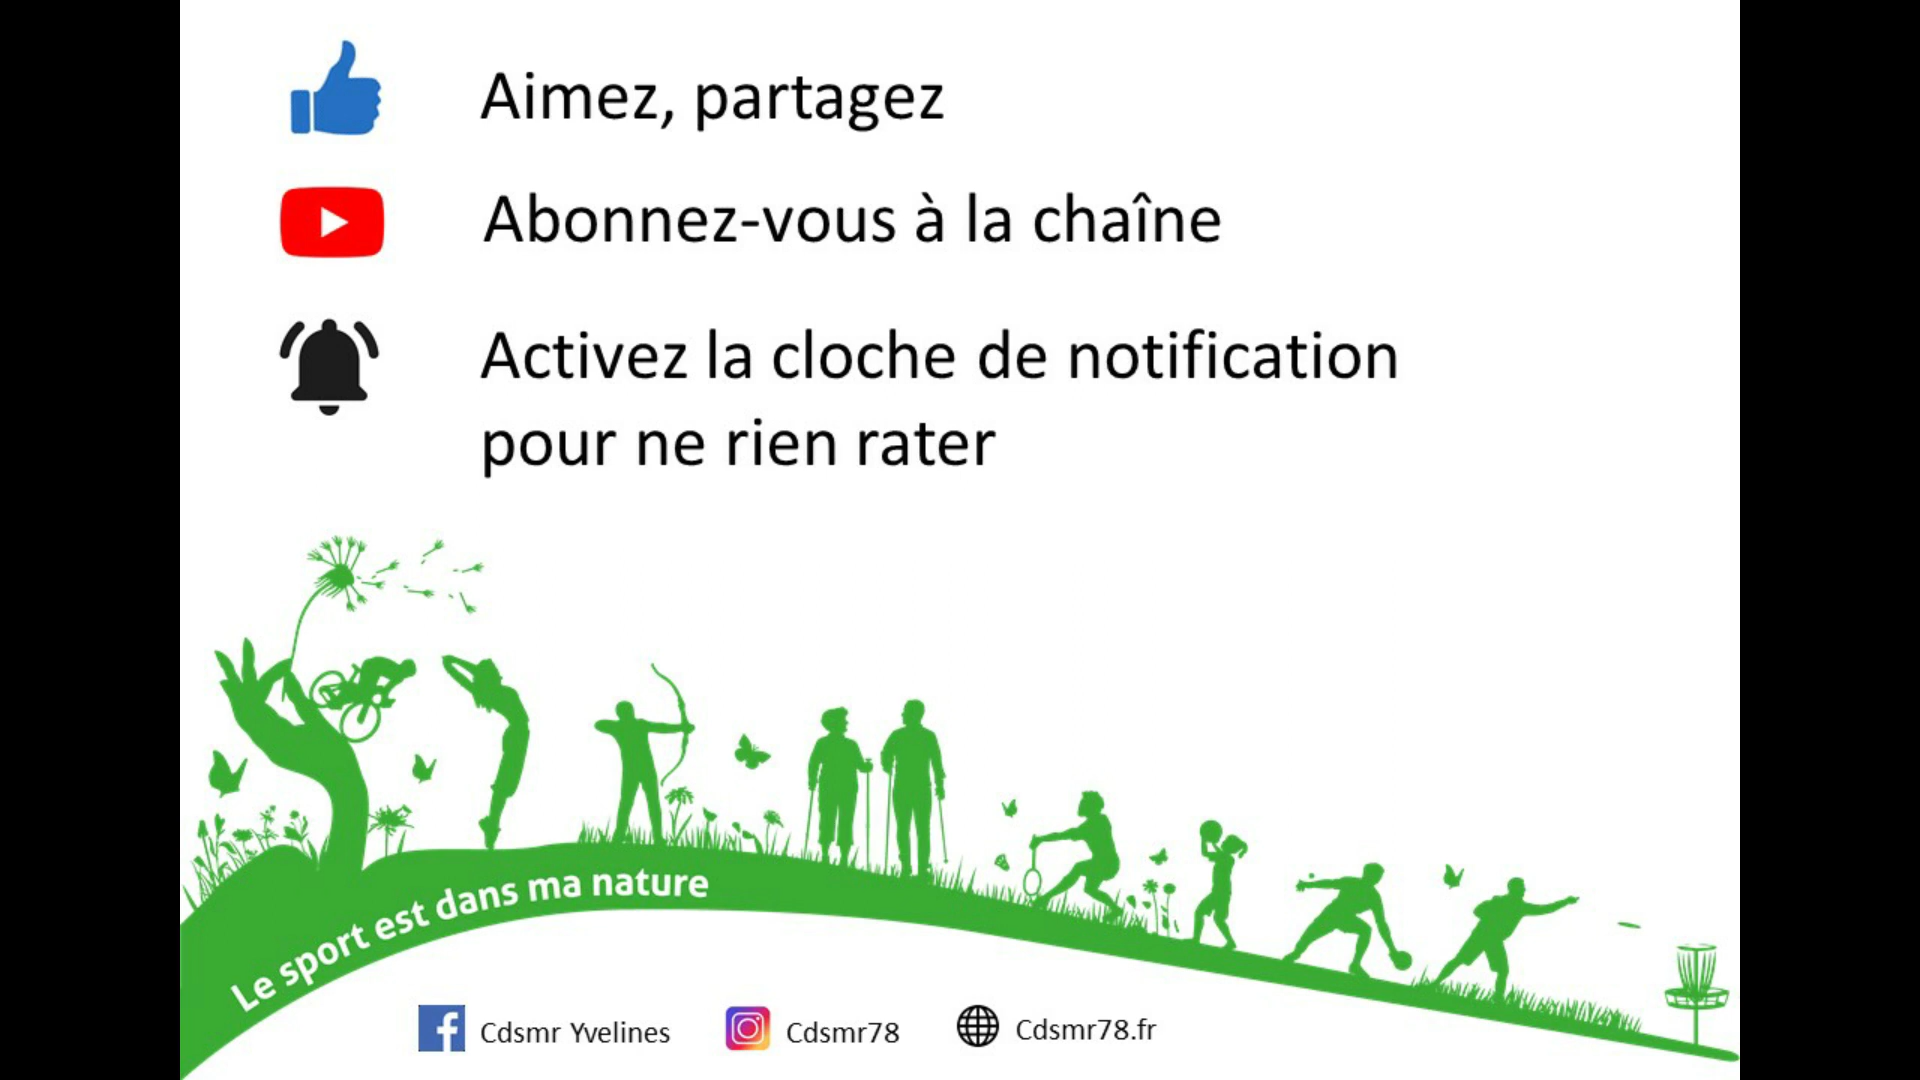 Aimez, partagez
Abonnez-vous à la chaîne
Activez la cloche de notification
pour ne rien rater
Le sport est dans ma nature
Cdsmr Yvelines
Cdsmr78
Cdsmr78.fr